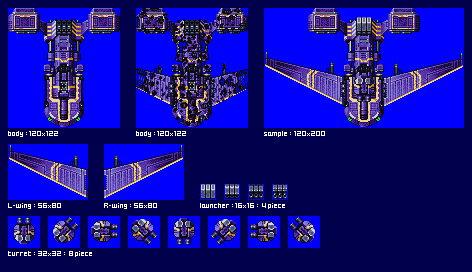 body:120x122
body:120x122
sample:120x200
L-wing:56x80
R-wing:56x80
launcher:16x16:4piece
turret:32x32:8piece